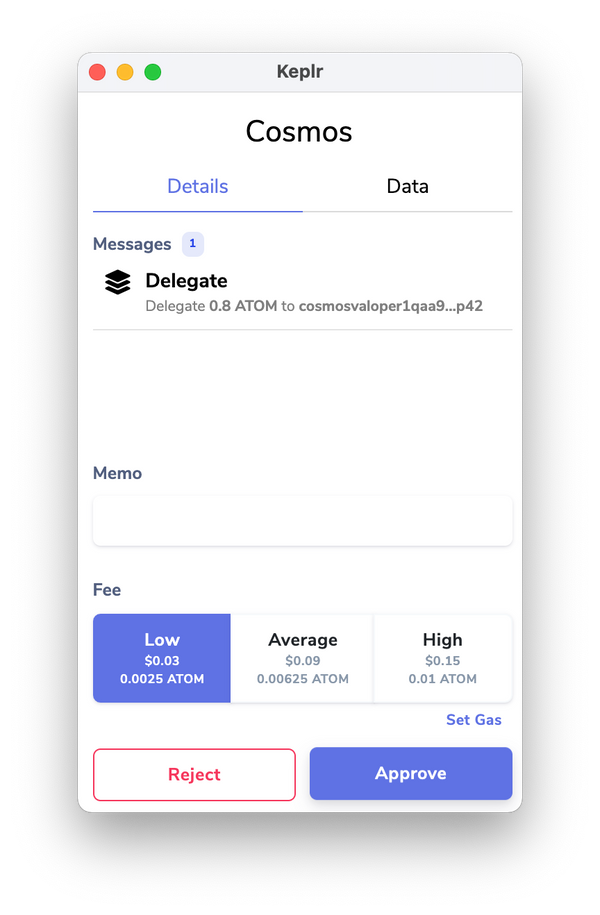 Keplr
Cosmos
Details
Data
Messages 1
Delegate
Delegate 0.8 ATOM to cosmosvaloper1qaa9...p42
Memo
Fee
Low
$0.03
0.0025 ATOM
Average
$0.09
0.00625 ATOM
High
$0.15
0.01 ATOM
Set Gas
Reject
Approve